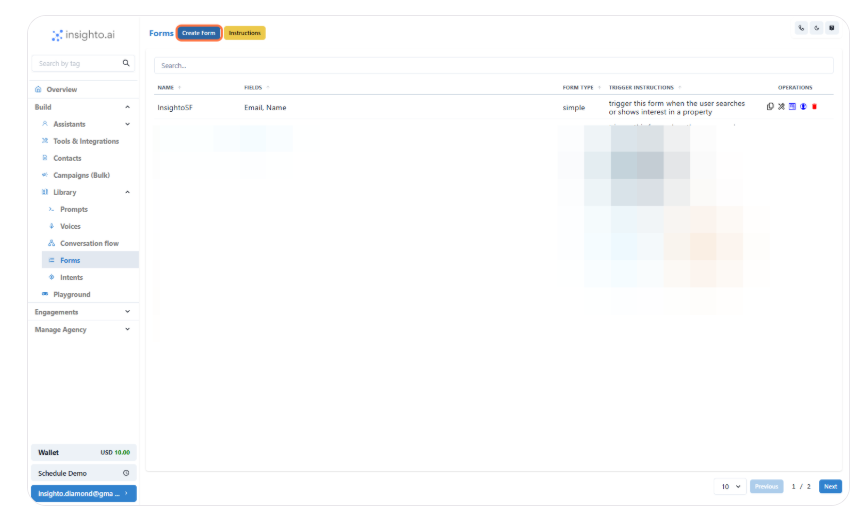 insighto.ai
Search by tag
Overview
Build
Assistants
Tools & Integrations
Contacts
Campaigns (Bulk)
Library
Prompts
Voices
Conversation flow
Forms
Intents
Playground
Engagements
Manage Agency
Wallet USD 10.00
Schedule Demo
insighto.diamond@gma ...
Forms Create Form Instructions
Search...
NAME FIELDS FORM TYPE TRIGGER INSTRUCTIONS OPERATIONS
InsightoSF Email, Name simple trigger this form when the user searches
or shows interest in a property
10 Previous 1 / 2 Next